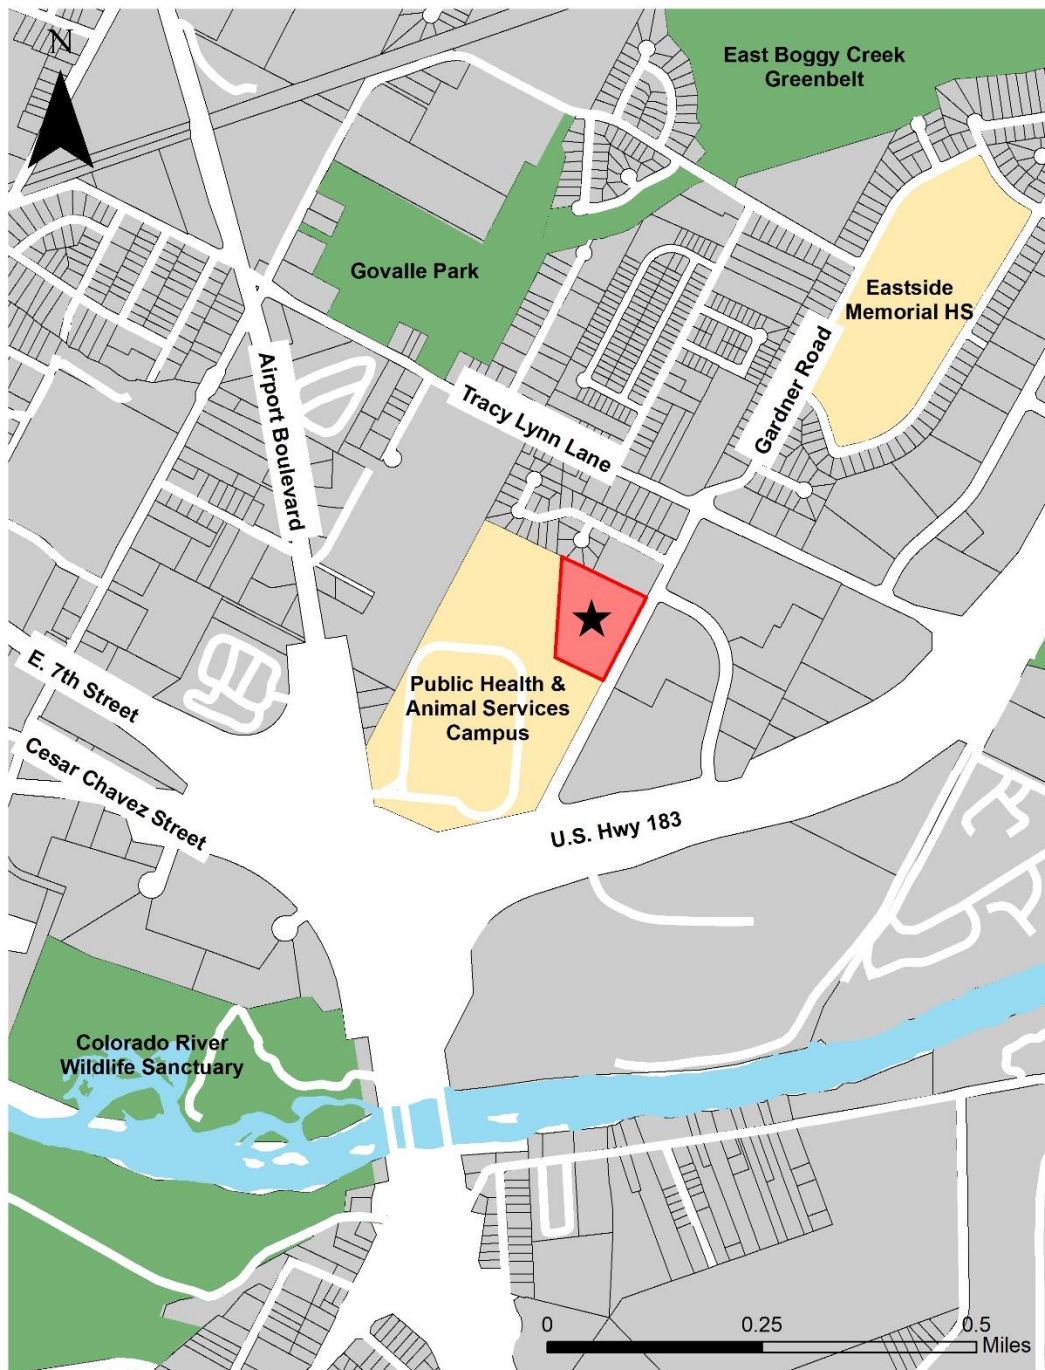 N
East Boggy Creek
Greenbelt
Govalle Park
Eastside
Memorial HS
Airport Boulevard
Tracy Lynn Lane
Gardner Road
E. 7th Street
Public Health &
Animal Services
Campus
Cesar Chavez Street
U.S. Hwy 183
Colorado River
Wildlife Sanctuary
0 0.25 0.5
Miles